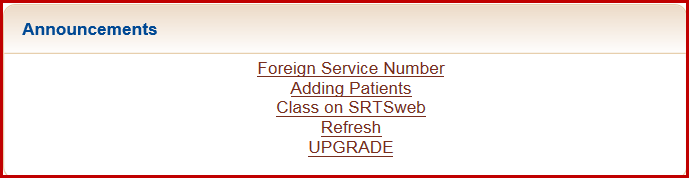 Announcements
Foreign Service Number
Adding Patients
Class on SRTSweb
Refresh
UPGRADE